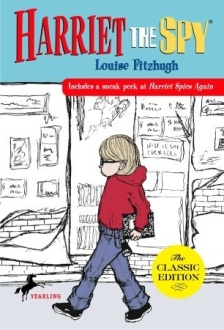 HARRIET THE SPY®
Louise Fitzhugh
Includes a sneak peek at Harriet Spies Again
The
CLASSIC
EDITION
YEARLING